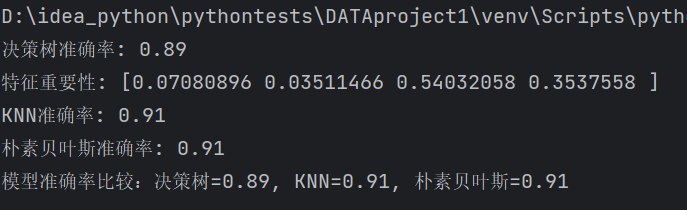 D:\idea_python\pythontests\DATAproject1\venv\Scripts\pyth
决策树准确率: 0.89
特征重要性: [0.07080896 0.03511466 0.54032058 0.3537558 ]
KNN准确率: 0.91
朴素贝叶斯准确率: 0.91
模型准确率比较：决策树=0.89, KNN=0.91, 朴素贝叶斯=0.91